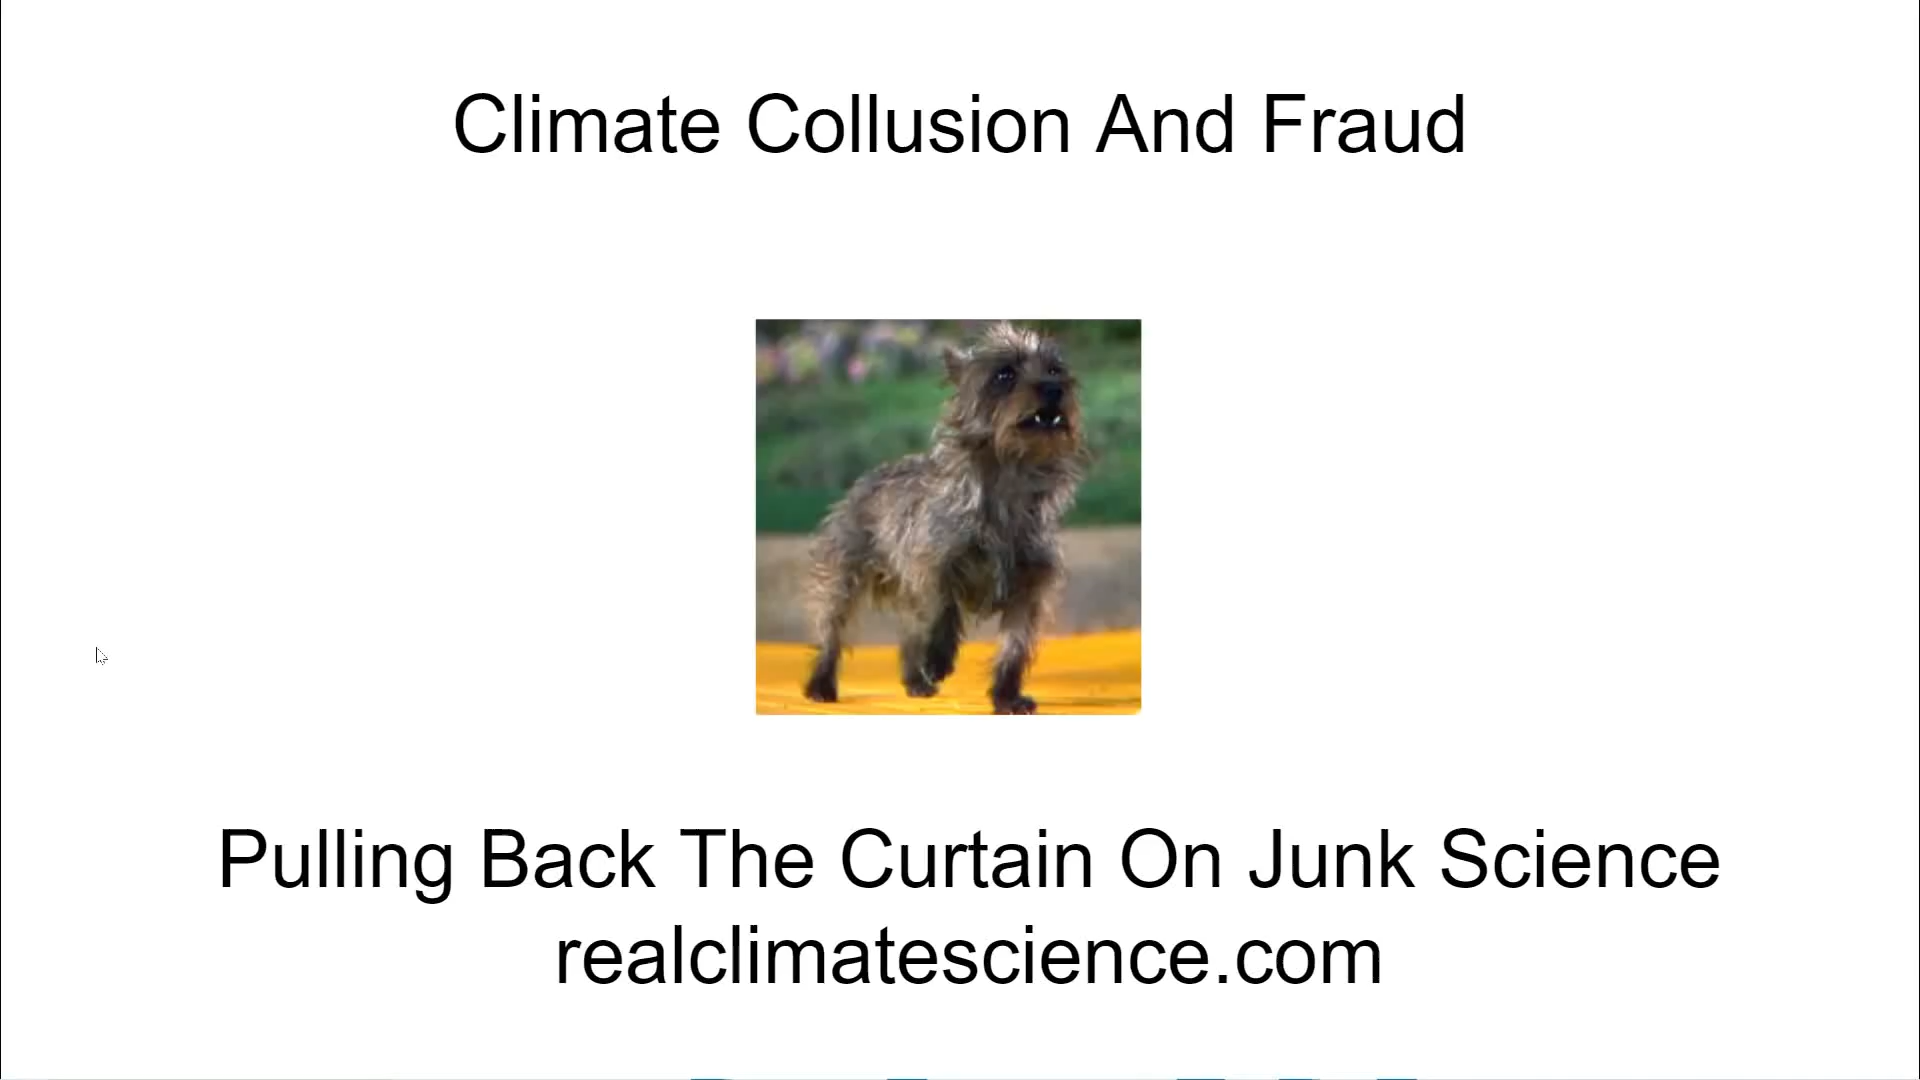 Climate Collusion And Fraud
Pulling Back The Curtain On Junk Science
realclimatescience.com